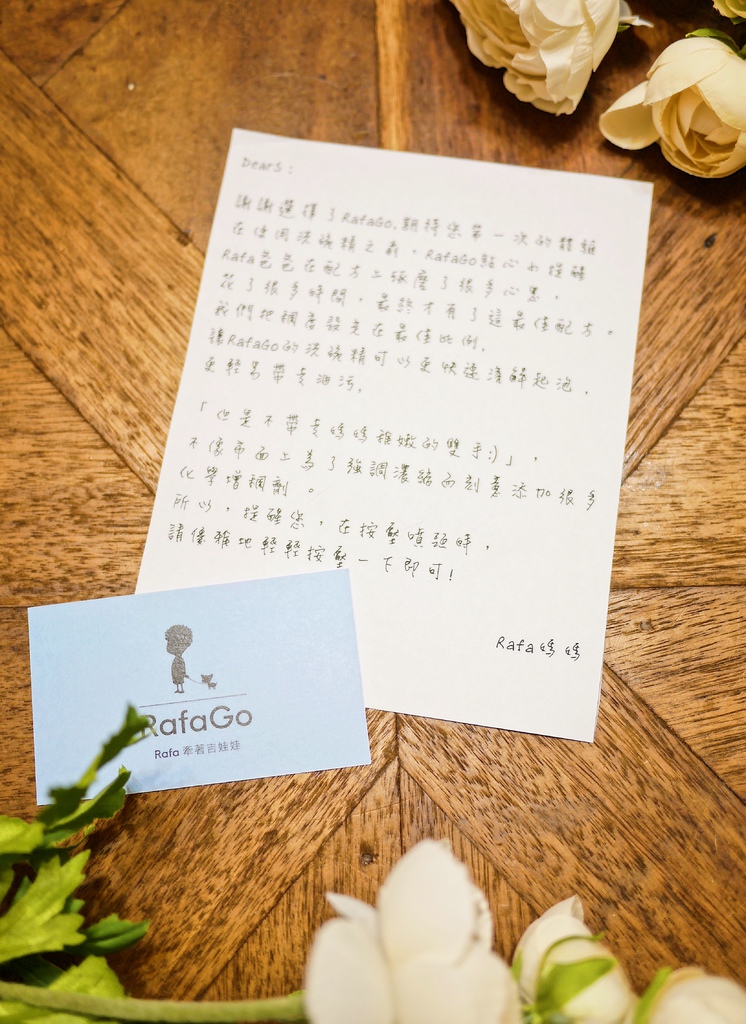 Dears：
謝謝選擇了RafaGo,期待您第一次的體驗
在使用洗碗精之前，RafaGo貼心的提醒
Rafa爸爸在配方上琢磨了很多心思，
花了很多時間，最終才有了這最佳配方。
我們把稠度設定在最佳比例，
讓RafaGo的洗碗精可以更快速溶解起泡，
更輕易帶走油污，
「但是不帶走媽媽稚嫩的雙手:)」，
不像市面上為了強調濃縮而刻意添加很多
化學增稠劑。
所以，提醒您，在按壓噴頭時，
請優雅地輕輕按壓一下即可!
Rafa媽媽
RafaGo
Rafa 牽著吉娃娃